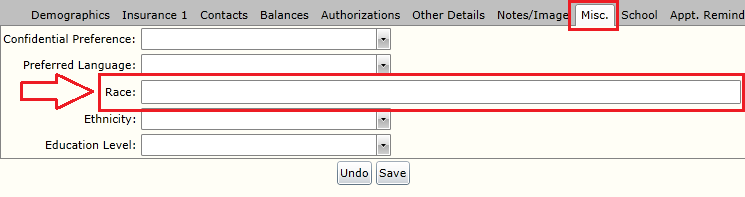 Demographics Insurance 1 Contacts Balances Authorizations Other Details Notes/Image Misc. School Appt. Remind
Confidential Preference:
Preferred Language:
Race:
Ethnicity:
Education Level:
Undo Save